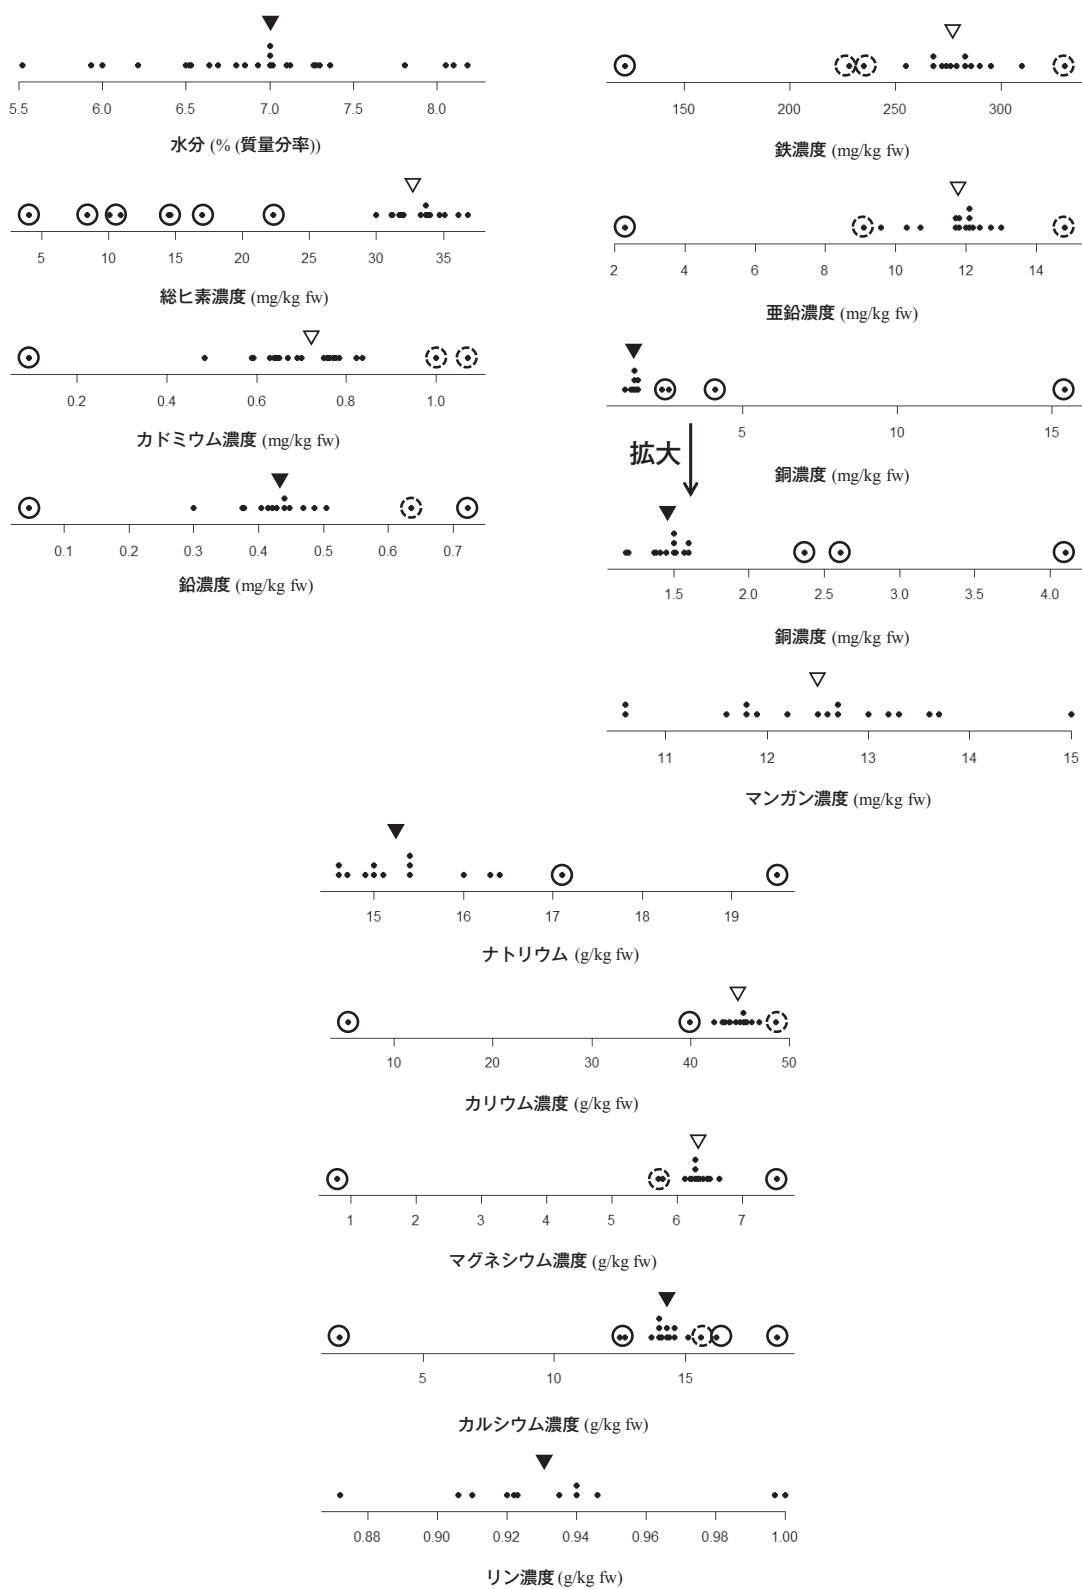 5.5 6.0 6.5 7.0 7.5 8.0
水分 (% (質量分率))
5 10 15 20 25 30 35
総ヒ素濃度 (mg/kg fw)
0.2 0.4 0.6 0.8 1.0
カドミウム濃度 (mg/kg fw)
0.1 0.2 0.3 0.4 0.5 0.6 0.7
鉛濃度 (mg/kg fw)
150 200 250 300
鉄濃度 (mg/kg fw)
2 4 6 8 10 12 14
亜鉛濃度 (mg/kg fw)
5 10 15
拡大
銅濃度 (mg/kg fw)
1.5 2.0 2.5 3.0 3.5 4.0
銅濃度 (mg/kg fw)
11 12 13 14 15
マンガン濃度 (mg/kg fw)
15 16 17 18 19
ナトリウム (g/kg fw)
10 20 30 40 50
カリウム濃度 (g/kg fw)
1 2 3 4 5 6 7
マグネシウム濃度 (g/kg fw)
5 10 15
カルシウム濃度 (g/kg fw)
0.88 0.90 0.92 0.94 0.96 0.98 1.00
リン濃度 (g/kg fw)